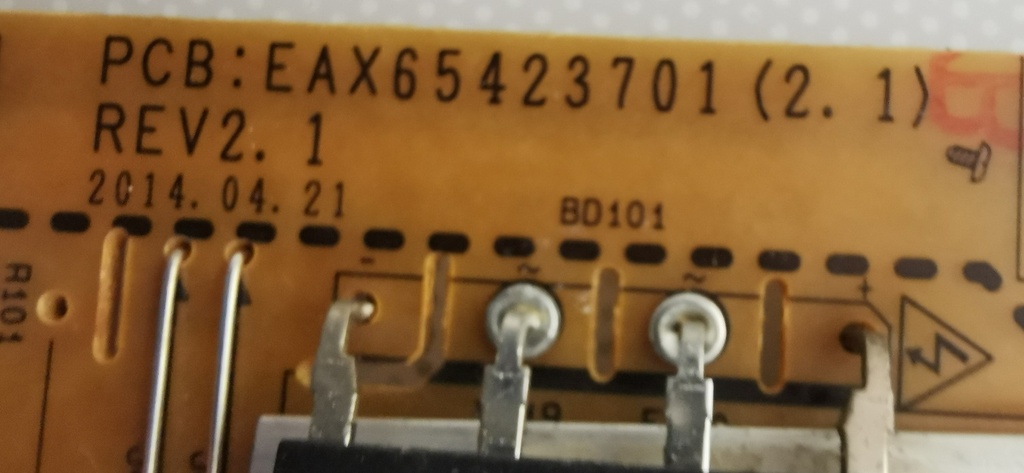 PCB:EAX65423701(2. 1)
REV2. 1
2014.04.21
BD101
- ~ ~ +
R101